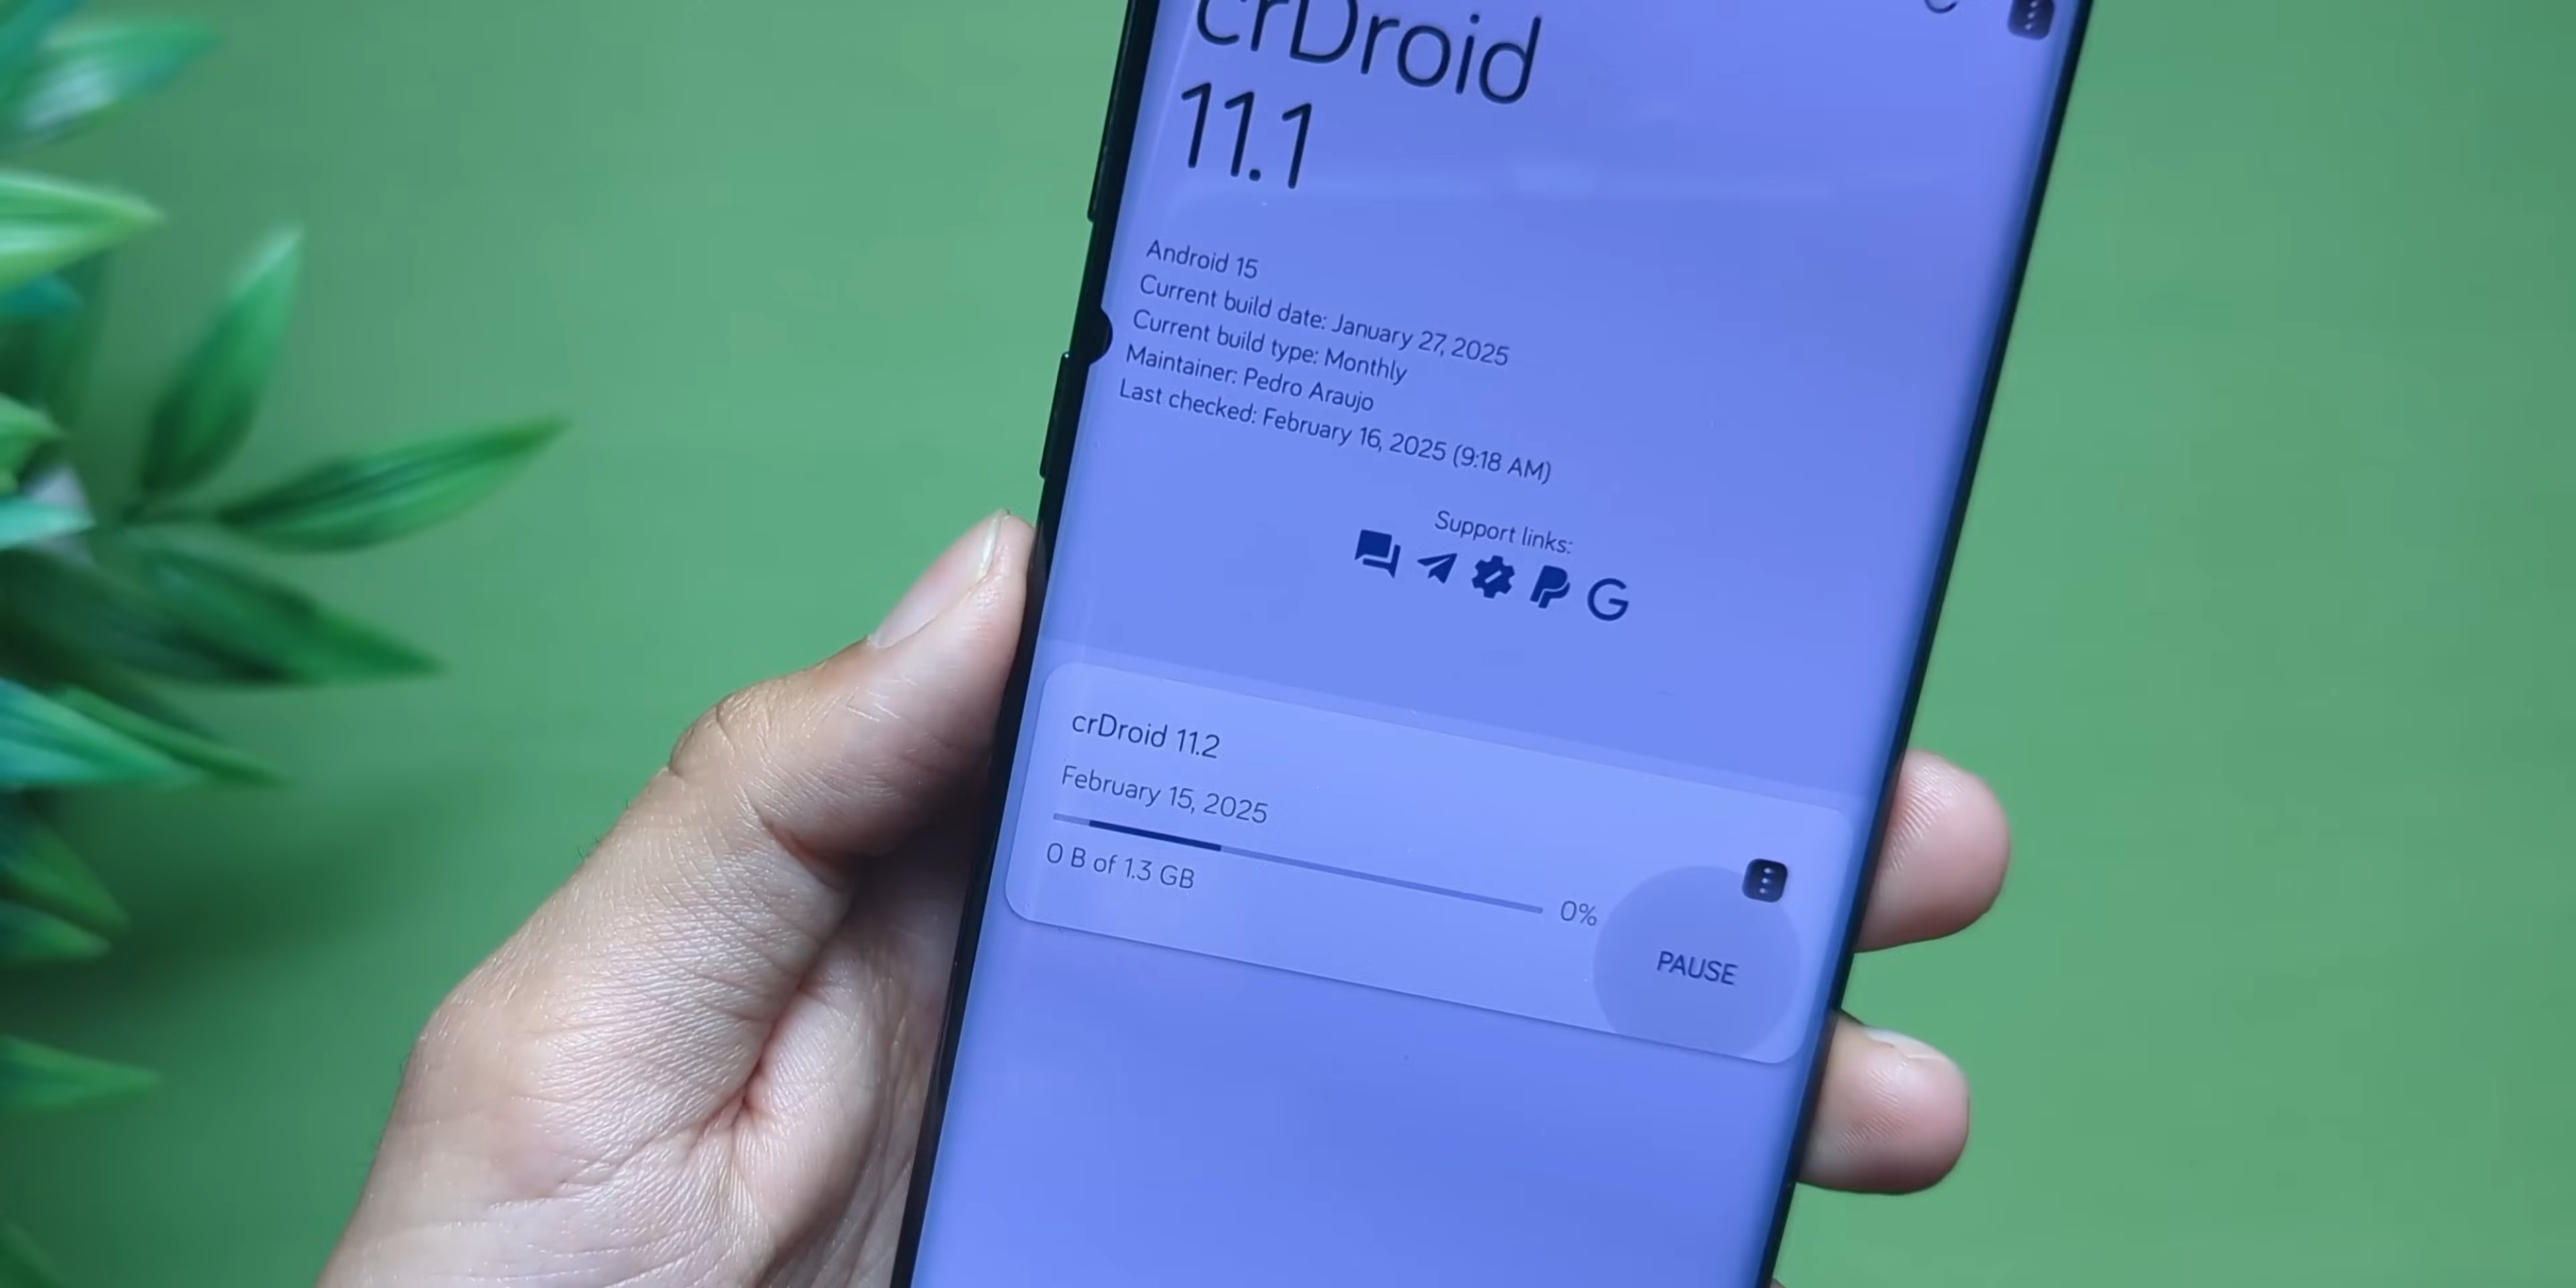 crDroid
11.1
Android 15
Current build date: January 27, 2025
Current build type: Monthly
Maintainer: Pedro Araujo
Last checked: February 16, 2025 (9:18 AM)
Support links:
crDroid 11.2
February 15, 2025
0%
0 B of 1.3 GB
PAUSE